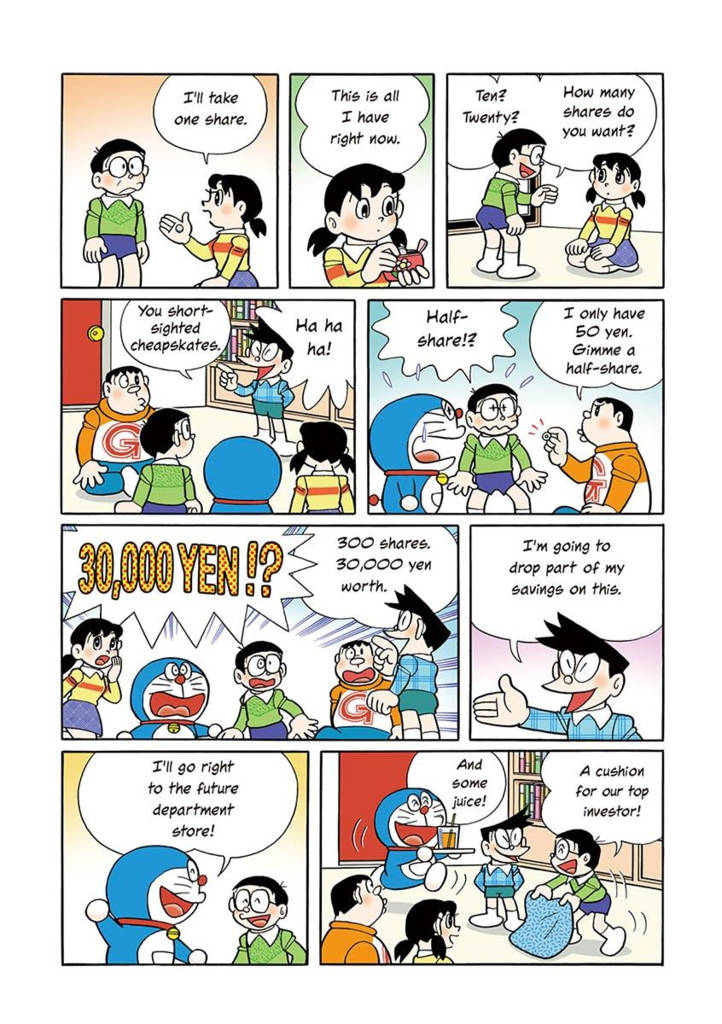 How many
shares do
you want?
Ten?
Twenty?
This is all
I have
right now.
I'll take
one share.
I only have
50 yen.
Gimme a
half-share.
Half-
share!?
G
Ha ha
ha!
You short-
sighted
cheapskates.
G
I'm going to
drop part of my
savings on this.
300 shares.
30,000 yen
worth.
30,000 YEN!?
G
A cushion
for our top
investor!
And
some
juice!
I'll go right
to the future
department
store!